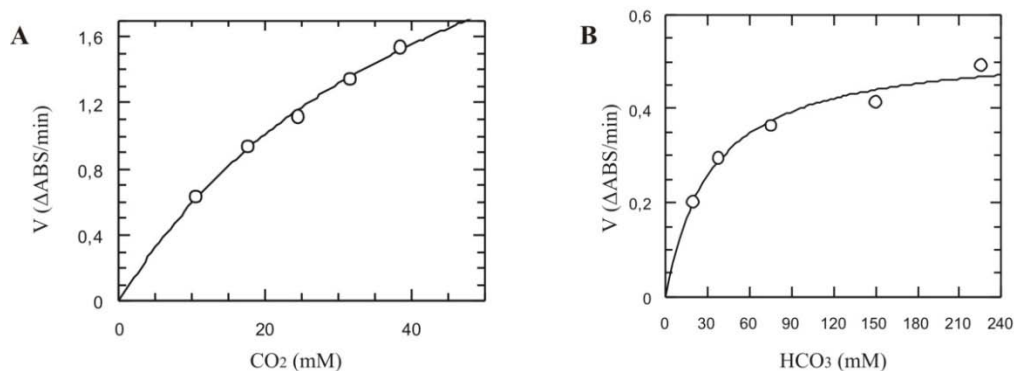 A
V (ΔABS/min)
1,6
1,2
0,8
0,4
0
0 20 40
CO₂ (mM)
B
V (ΔABS/min)
0,6
0,4
0,2
0
0 30 60 90 120 150 180 210 240
HCO₃ (mM)